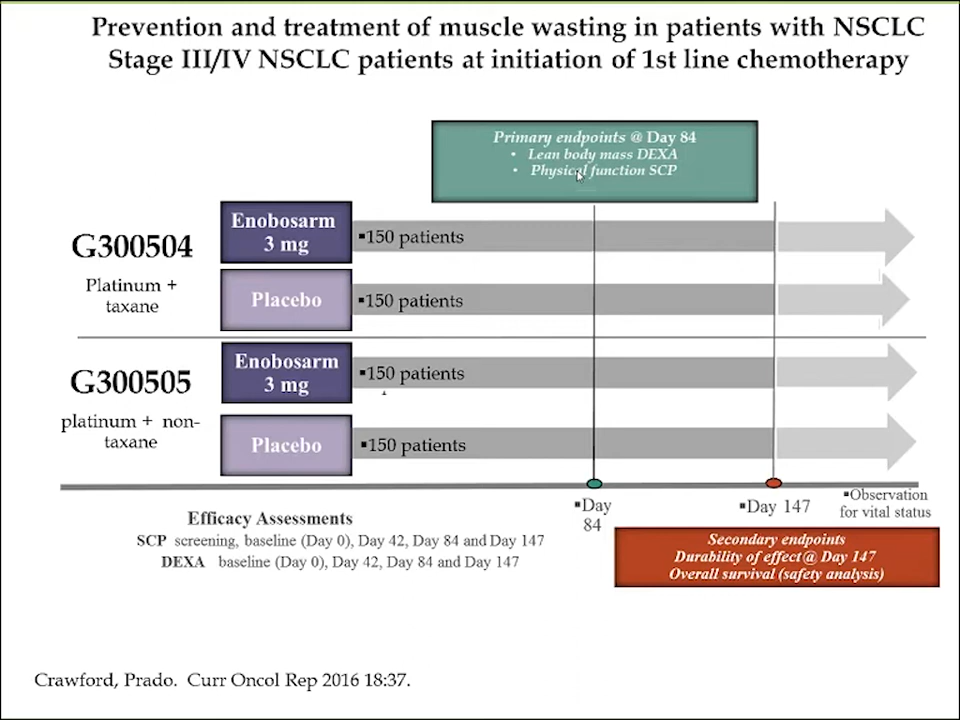 Prevention and treatment of muscle wasting in patients with NSCLC
Stage III/IV NSCLC patients at initiation of 1st line chemotherapy
Primary endpoints @ Day 84
• Lean body mass DEXA
• Physical function SCP
G300504
Platinum +
taxane
Enobosarm
3 mg
▪150 patients
Placebo
▪150 patients
G300505
platinum + non-
taxane
Enobosarm
3 mg
▪150 patients
Placebo
▪150 patients
▪Day
84
▪Day 147
▪Observation
for vital status
Efficacy Assessments
SCP screening, baseline (Day 0), Day 42, Day 84 and Day 147
DEXA baseline (Day 0), Day 42, Day 84 and Day 147
Secondary endpoints
Durability of effect @ Day 147
Overall survival (safety analysis)
Crawford, Prado. Curr Oncol Rep 2016 18:37.